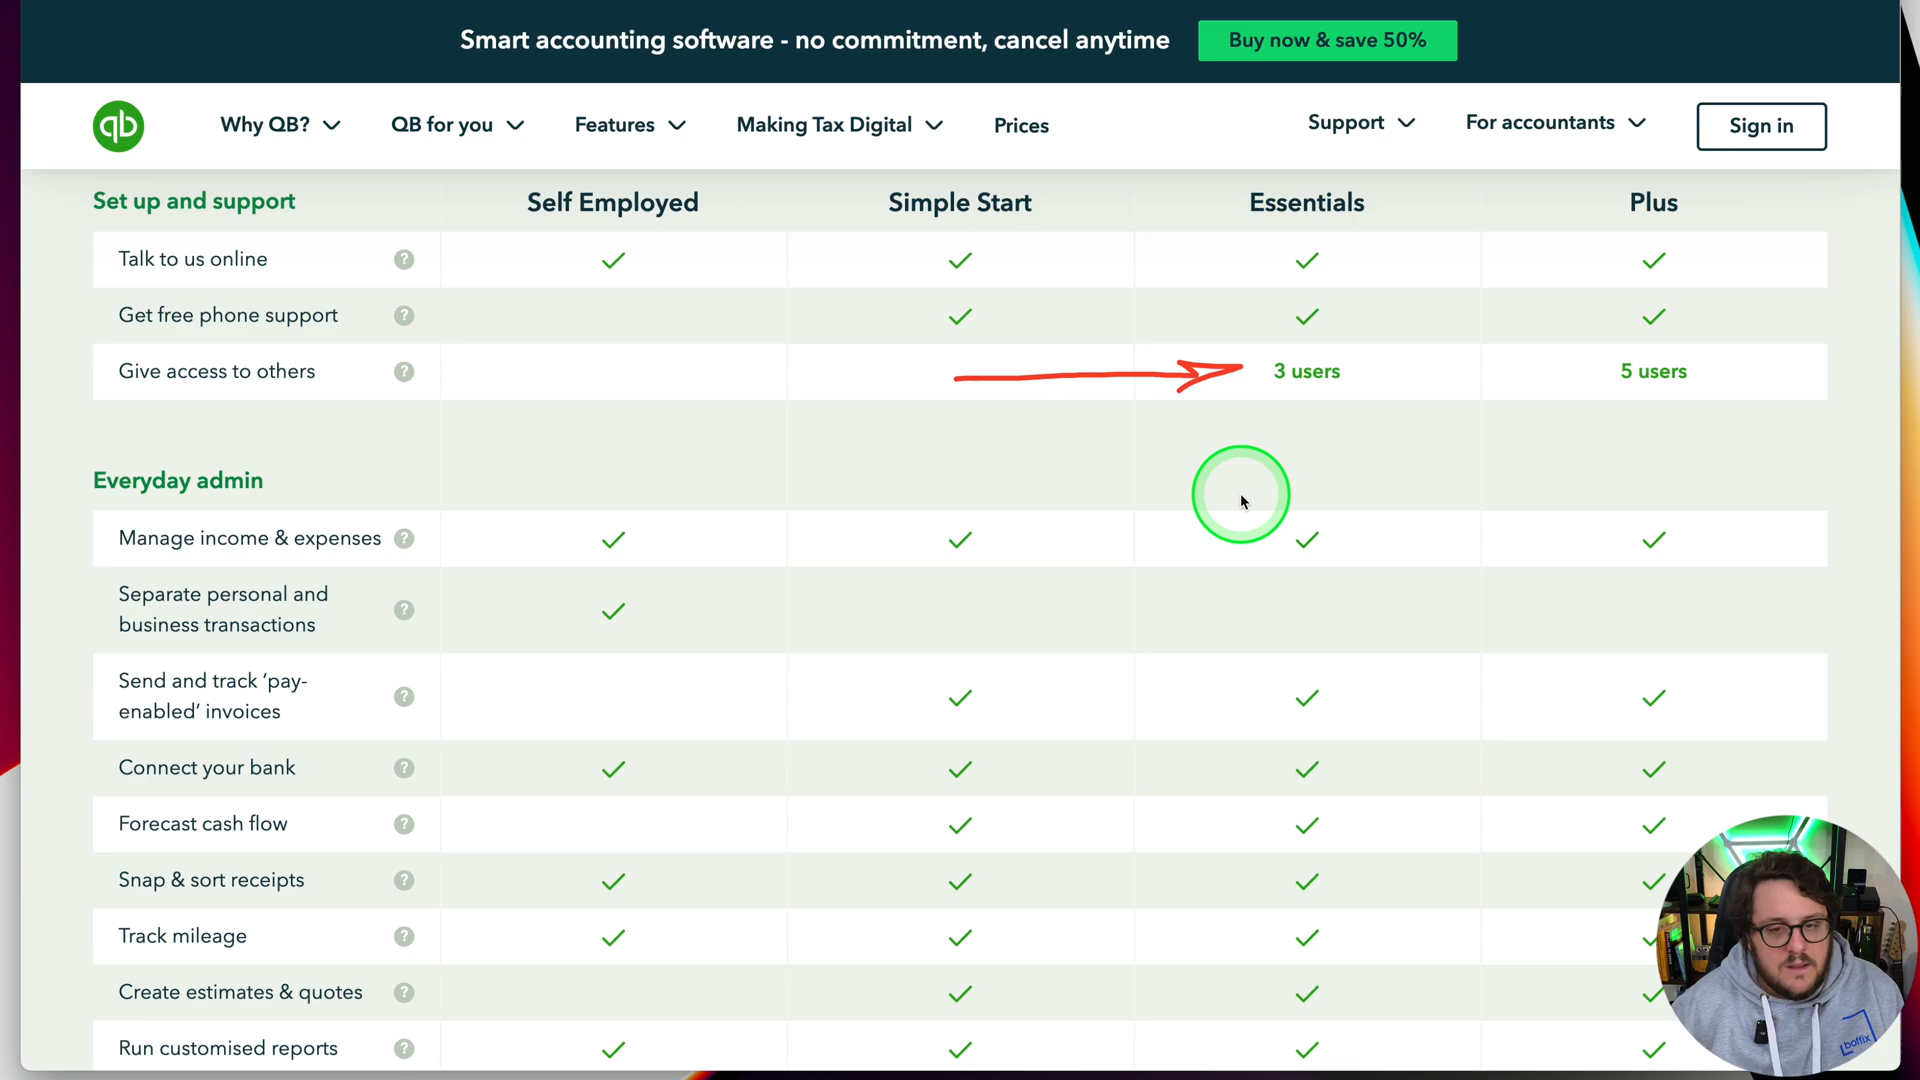 Smart accounting software - no commitment, cancel anytime Buy now & save 50%
qb Why QB? QB for you Features Making Tax Digital Prices Support For accountants Sign in
Set up and support Self Employed Simple Start Essentials Plus
Talk to us online ?
Get free phone support ?
Give access to others ? 3 users 5 users
Everyday admin
Manage income & expenses ?
Separate personal and
business transactions ?
Send and track ‘pay-
enabled’ invoices ?
Connect your bank ?
Forecast cash flow ?
Snap & sort receipts ?
Track mileage ?
Create estimates & quotes ?
Run customised reports ?
boffix